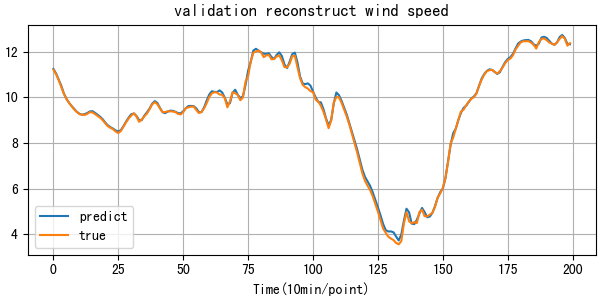 validation reconstruct wind speed
12
10
8
6
4
predict
true
0 25 50 75 100 125 150 175 200
Time(10min/point)